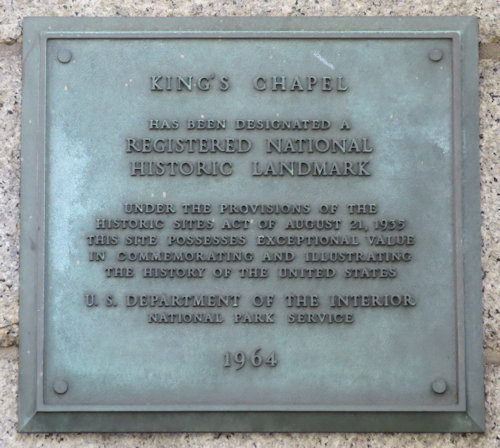 KING'S CHAPEL
HAS BEEN DESIGNATED A
REGISTERED NATIONAL
HISTORIC LANDMARK
UNDER THE PROVISIONS OF THE
HISTORIC SITES ACT OF AUGUST 21, 1935
THIS SITE POSSESSES EXCEPTIONAL VALUE
IN COMMEMORATING AND ILLUSTRATING
THE HISTORY OF THE UNITED STATES
U. S. DEPARTMENT OF THE INTERIOR
NATIONAL PARK SERVICE
1964